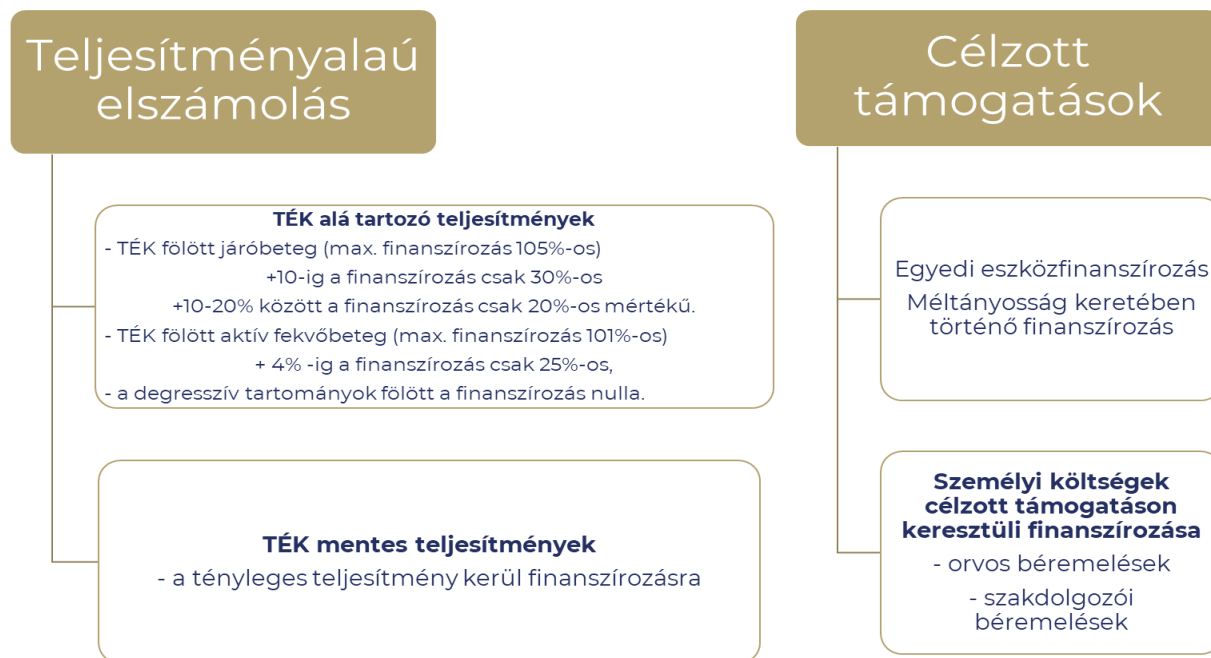 Teljesítményalaú
elszámolás
TÉK alá tartozó teljesítmények
- TÉK fölött járóbeteg (max. finanszírozás 105%-os)
+10-ig a finanszírozás csak 30%-os
+10-20% között a finanszírozás csak 20%-os mértékű.
- TÉK fölött aktív fekvőbeteg (max. finanszírozás 101%-os)
+ 4% -ig a finanszírozás csak 25%-os,
- a degresszív tartományok fölött a finanszírozás nulla.
TÉK mentes teljesítmények
- a tényleges teljesítmény kerül finanszírozásra
Célzott
támogatások
Egyedi eszközfinanszírozás
Méltányosság keretében
történő finanszírozás
Személyi költségek
célzott támogatáson
keresztüli finanszírozása
- orvos béremelések
- szakdolgozói
béremelések